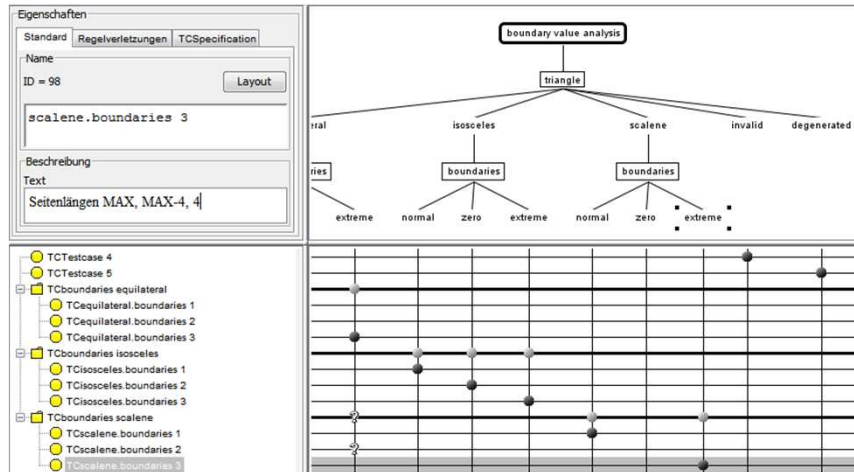 Eigenschaften
Standard Regelverletzungen TCSpecification
Name
ID = 98 Layout
scalene.boundaries 3
Beschreibung
Text
Seitenlängen MAX, MAX-4, 4
boundary value analysis
triangle
eral isosceles scalene invalid degenerated
ries boundaries boundaries
extreme normal zero extreme normal zero extreme
TCTestcase 4
TCTestcase 5
TCboundaries equilateral
TCequilateral.boundaries 1
TCequilateral.boundaries 2
TCequilateral.boundaries 3
TCboundaries isosceles
TCisosceles.boundaries 1
TCisosceles.boundaries 2
TCisosceles.boundaries 3
TCboundaries scalene
?
TCscalene.boundaries 1
TCscalene.boundaries 2
?
TCscalene.boundaries 3